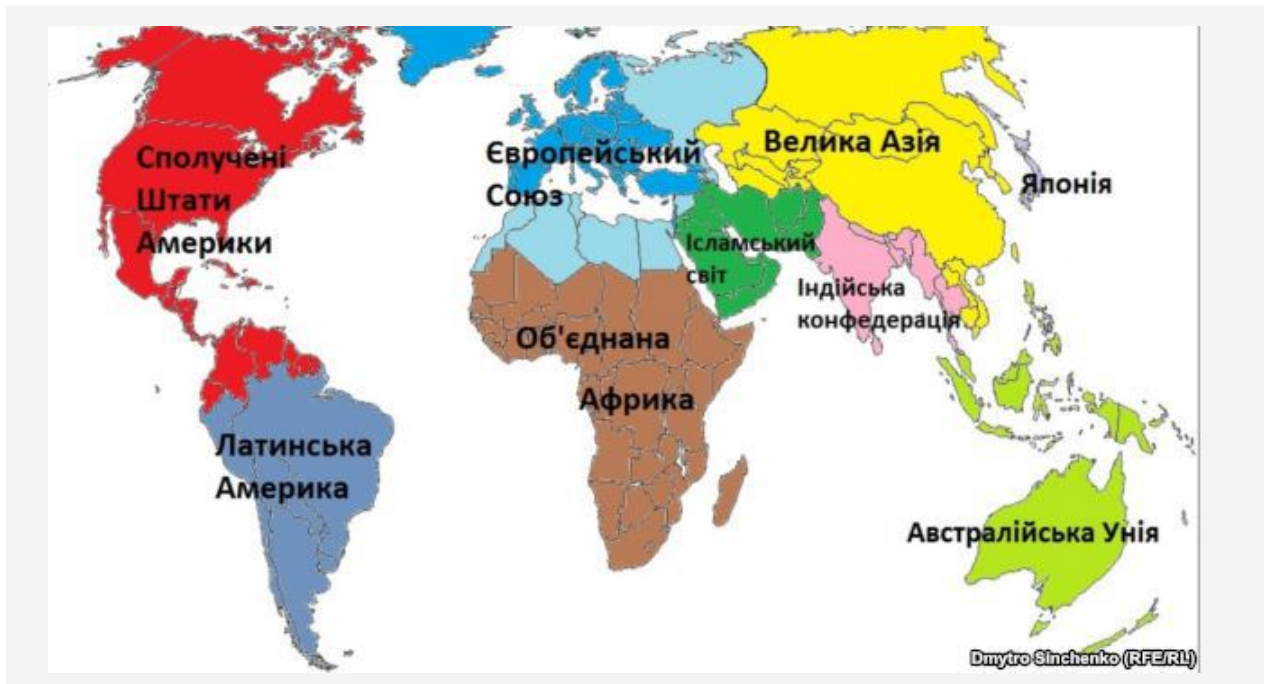 Сполучені
Штати
Америки
Європейський
Союз
Велика Азія
Японія
Ісламський
світ
Індійська
конфедерація
Об'єднана
Африка
Латинська
Америка
Австралійська Унія
Dmytro Sinchenko (RFE/RL)